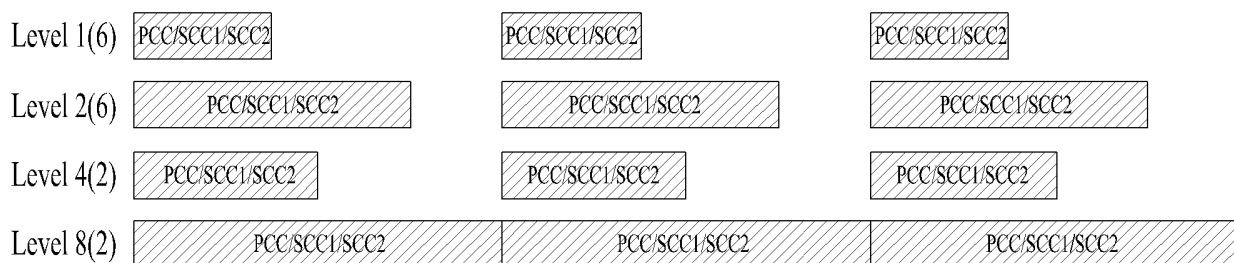 Level 1(6) PCC/SCC1/SCC2 PCC/SCC1/SCC2 PCC/SCC1/SCC2
Level 2(6) PCC/SCC1/SCC2 PCC/SCC1/SCC2 PCC/SCC1/SCC2
Level 4(2) PCC/SCC1/SCC2 PCC/SCC1/SCC2 PCC/SCC1/SCC2
Level 8(2) PCC/SCC1/SCC2 PCC/SCC1/SCC2 PCC/SCC1/SCC2